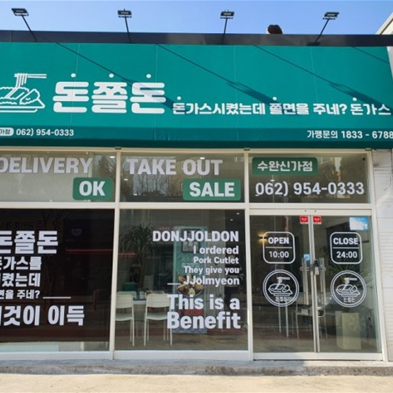 돈쫄돈
돈가스시켰는데 쫄면을 주네? 돈가스
062) 954-0333
가맹문의 1833 - 6788
DELIVERY
OK
TAKE OUT
SALE
수완신가점
062) 954-0333
돈쫄돈
돈가스를
시켰는데
쫄면을 주네?
이것이 이득
DONJJOLDON
I ordered
Pork Cutlet
They give you
JJolmyeon
This is a
Benefit
OPEN
10:00
CLOSE
24:00